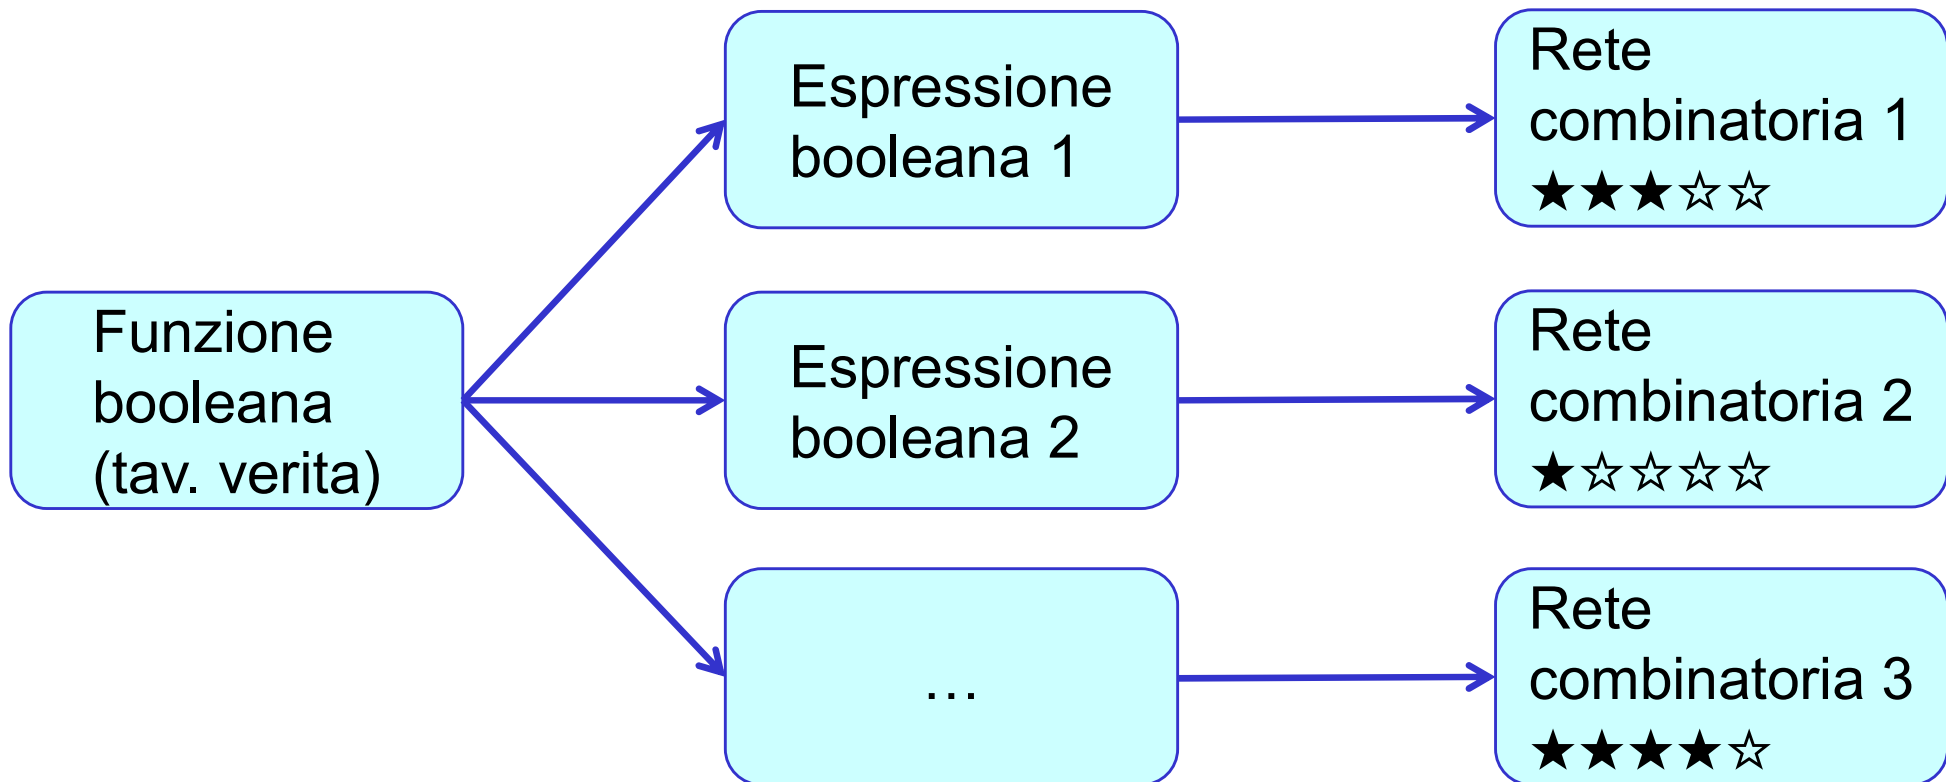 Funzione
booleana
(tav. verita)
Espressione
booleana 1
Rete
combinatoria 1
★★★☆☆
Espressione
booleana 2
Rete
combinatoria 2
★☆☆☆☆
…
Rete
combinatoria 3
★★★★☆